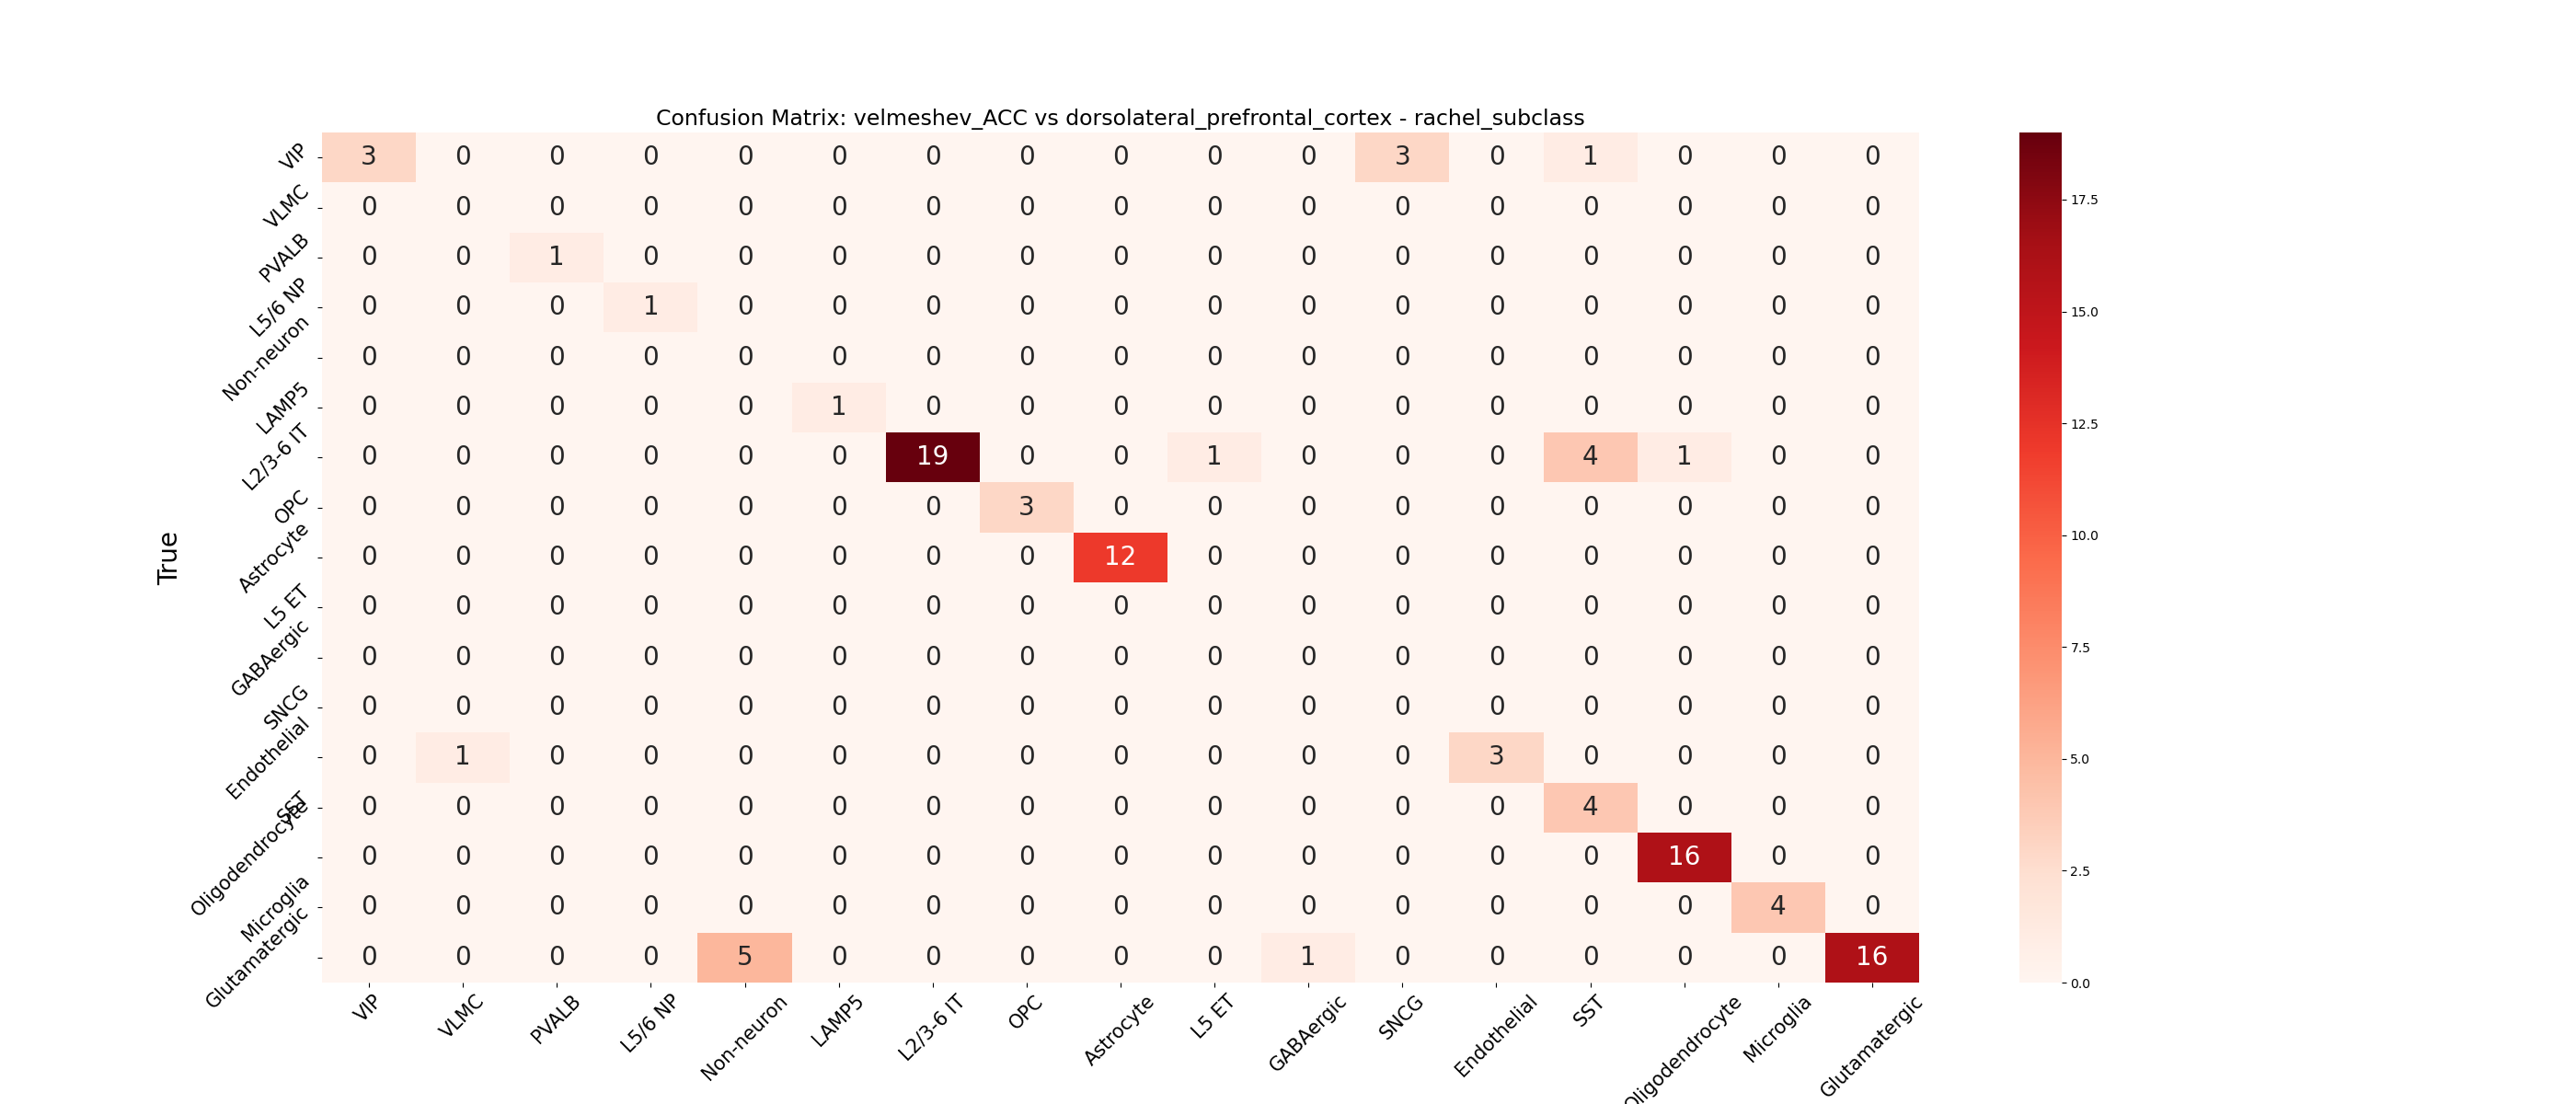 Confusion Matrix: velmeshev_ACC vs dorsolateral_prefrontal_cortex - rachel_subclass
True
VIP 3 0 0 0 0 0 0 0 0 0 0 3 0 1 0 0 0
VLMC 0 0 0 0 0 0 0 0 0 0 0 0 0 0 0 0 0
PVALB 0 0 1 0 0 0 0 0 0 0 0 0 0 0 0 0 0
L5/6 NP 0 0 0 1 0 0 0 0 0 0 0 0 0 0 0 0 0
Non-neuron 0 0 0 0 0 0 0 0 0 0 0 0 0 0 0 0 0
LAMP5 0 0 0 0 0 1 0 0 0 0 0 0 0 0 0 0 0
L2/3-6 IT 0 0 0 0 0 0 19 0 0 1 0 0 0 4 1 0 0
OPC 0 0 0 0 0 0 0 3 0 0 0 0 0 0 0 0 0
Astrocyte 0 0 0 0 0 0 0 0 12 0 0 0 0 0 0 0 0
L5 ET 0 0 0 0 0 0 0 0 0 0 0 0 0 0 0 0 0
GABAergic 0 0 0 0 0 0 0 0 0 0 0 0 0 0 0 0 0
SNCG 0 0 0 0 0 0 0 0 0 0 0 0 0 0 0 0 0
Endothelial 0 1 0 0 0 0 0 0 0 0 0 0 3 0 0 0 0
SST 0 0 0 0 0 0 0 0 0 0 0 0 0 4 0 0 0
Oligodendrocyte 0 0 0 0 0 0 0 0 0 0 0 0 0 0 16 0 0
Microglia 0 0 0 0 0 0 0 0 0 0 0 0 0 0 0 4 0
Glutamatergic 0 0 0 0 5 0 0 0 0 0 1 0 0 0 0 0 16
VIP VLMC PVALB L5/6 NP Non-neuron LAMP5 L2/3-6 IT OPC Astrocyte L5 ET GABAergic SNCG Endothelial SST Oligodendrocyte Microglia Glutamatergic
17.5
15.0
12.5
10.0
7.5
5.0
2.5
0.0